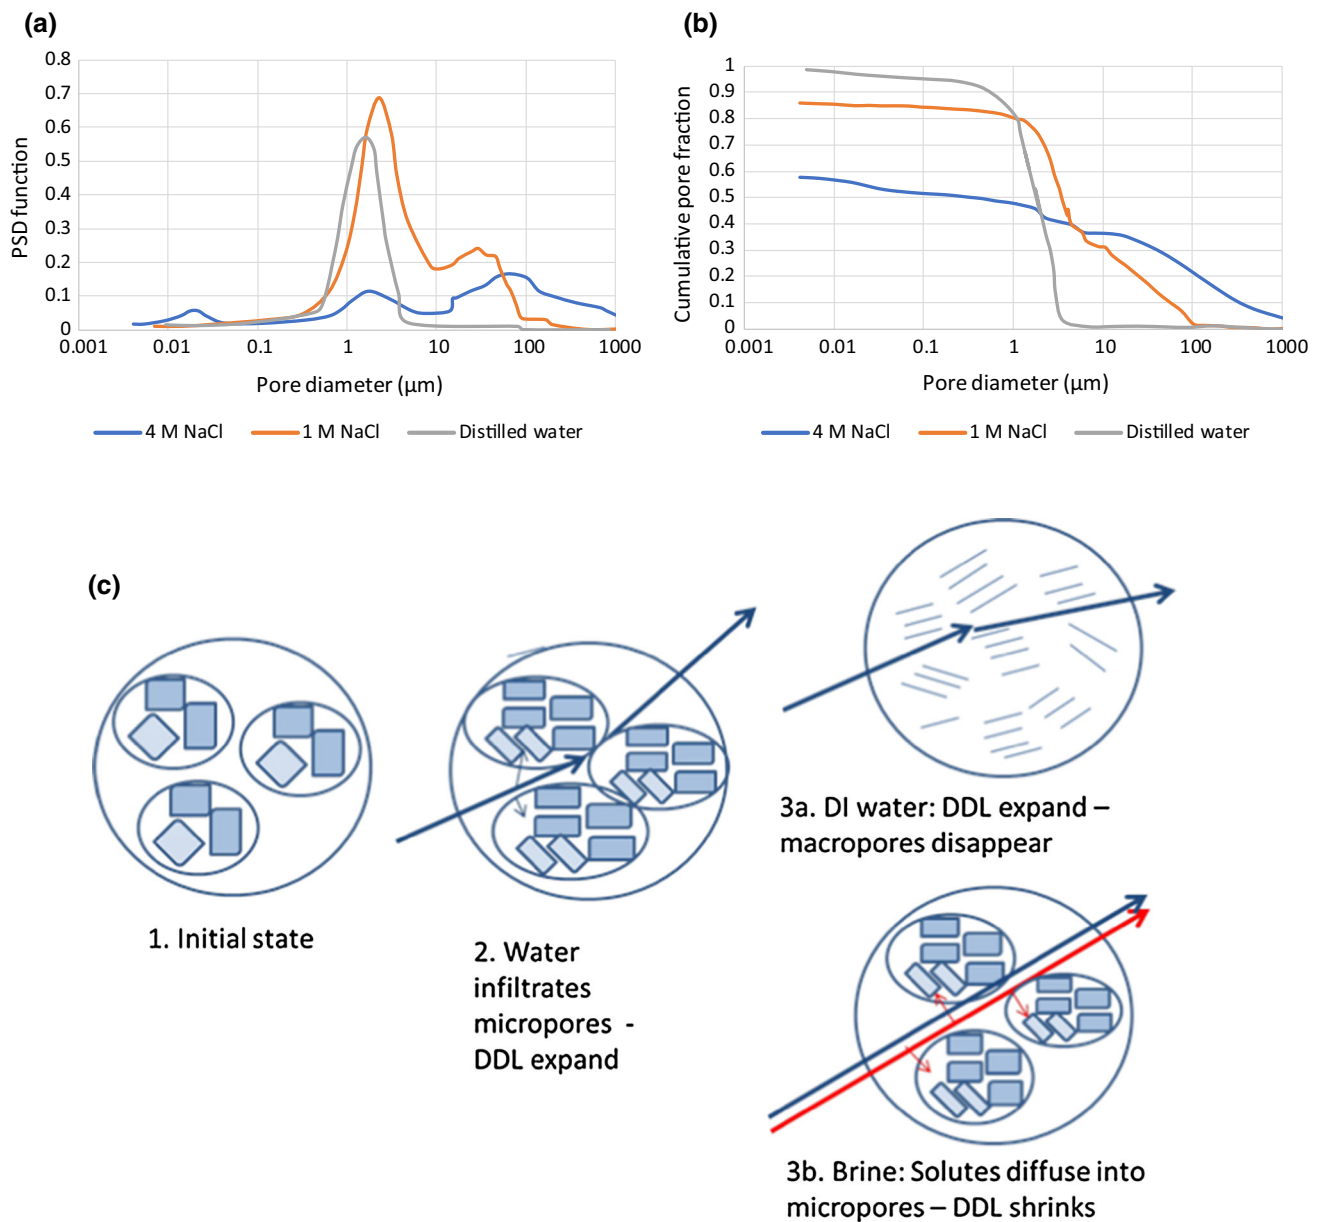 (a)
PSD function
0.8
0.7
0.6
0.5
0.4
0.3
0.2
0.1
0
0.001 0.01 0.1 1 10 100 1000
Pore diameter (µm)
4 M NaCl 1 M NaCl Distilled water
(b)
Cumulative pore fraction
1
0.9
0.8
0.7
0.6
0.5
0.4
0.3
0.2
0.1
0
0.001 0.01 0.1 1 10 100 1000
Pore diameter (µm)
4 M NaCl 1 M NaCl Distilled water
(c)
1. Initial state
2. Water
infiltrates
micropores -
DDL expand
3a. DI water: DDL expand –
macropores disappear
3b. Brine: Solutes diffuse into
micropores – DDL shrinks